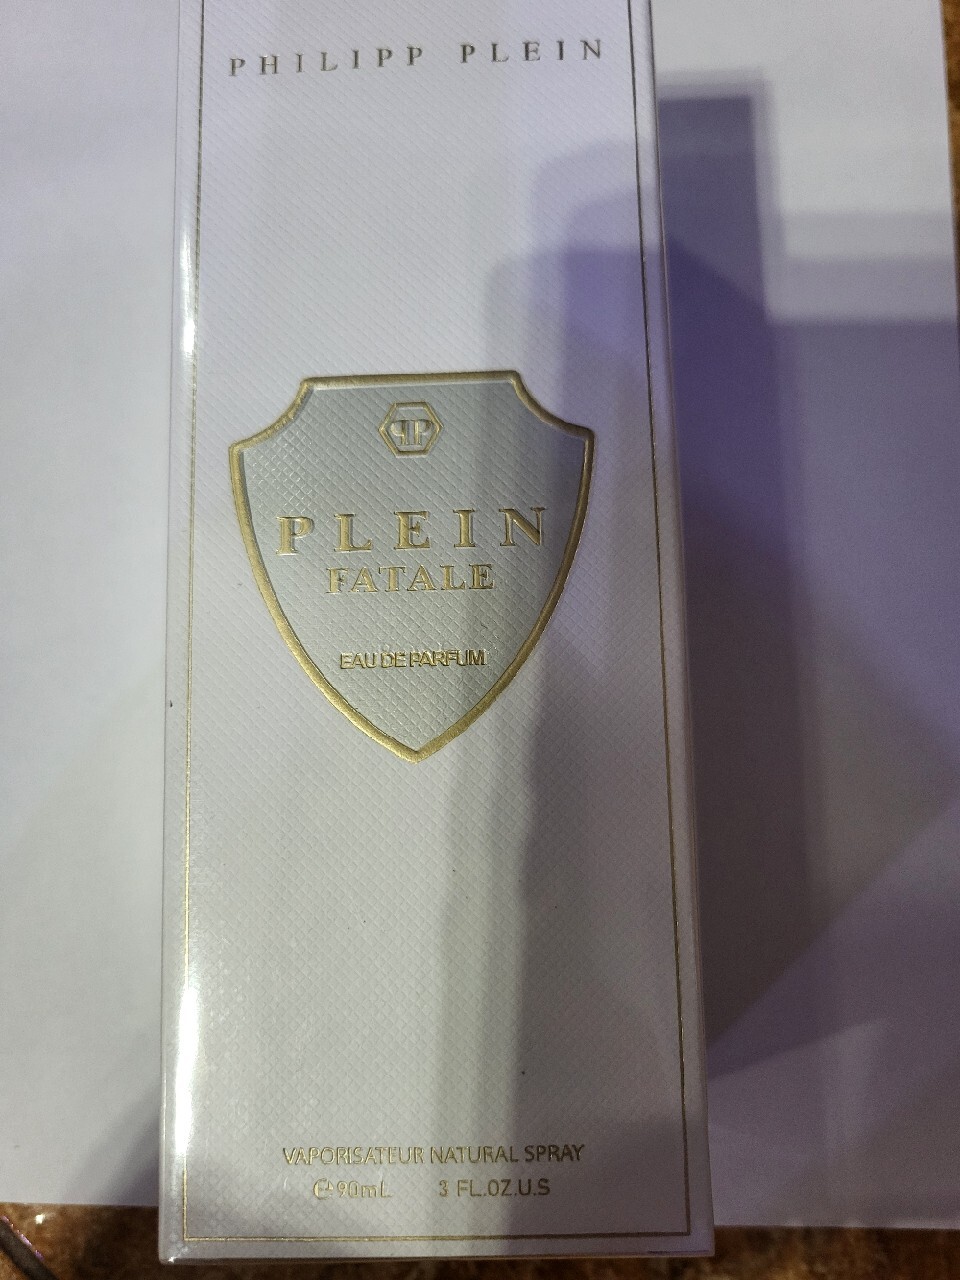 PHILIPP PLEIN
PLEIN
FATALE
EAU DE PARFUM
VAPORISATEUR NATURAL SPRAY
℮ 90mL 3 FL.OZ.U.S